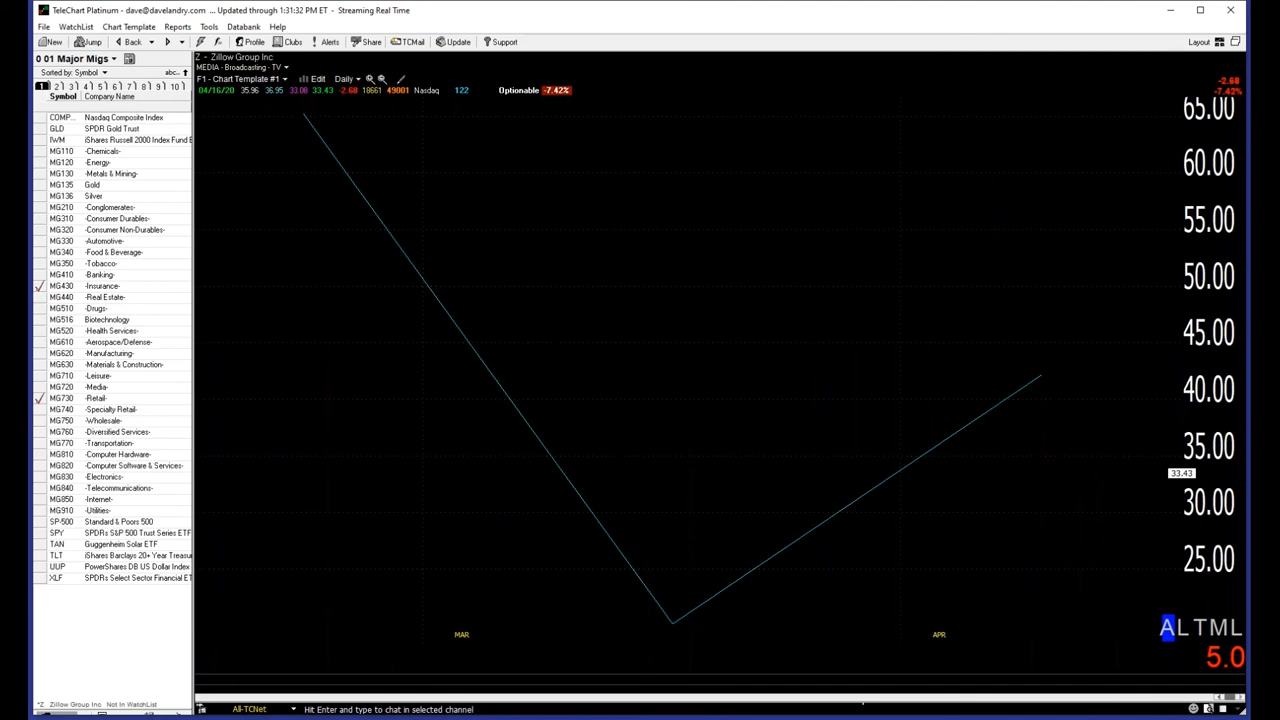 TeleChart Platinum - dave@davelandry.com ... Updated through 1:31:32 PM ET - Streaming Real Time
File WatchList Chart Template Reports Tools Databank Help
New Jump Back Profile Clubs Alerts Share TCMail Update Support Layout
0 01 Major Migs
Sorted by: Symbol abc..
1 2 3 4 5 6 7 8 9 10
Symbol Company Name
COMP... Nasdaq Composite Index
GLD SPDR Gold Trust
IWM iShares Russell 2000 Index Fund E
MG110 -Chemicals-
MG120 -Energy-
MG130 -Metals & Mining-
MG135 Gold
MG136 Silver
MG210 -Conglomerates-
MG310 -Consumer Durables-
MG320 -Consumer Non-Durables-
MG330 -Automotive-
MG340 -Food & Beverage-
MG350 -Tobacco-
MG410 -Banking-
MG430 -Insurance-
MG440 -Real Estate-
MG510 -Drugs-
MG516 Biotechnology
MG520 -Health Services-
MG610 -Aerospace/Defense-
MG620 -Manufacturing-
MG630 -Materials & Construction-
MG710 -Leisure-
MG720 -Media-
MG730 -Retail-
MG740 -Specialty Retail-
MG750 -Wholesale-
MG760 -Diversified Services-
MG770 -Transportation-
MG810 -Computer Hardware-
MG820 -Computer Software & Services-
MG830 -Electronics-
MG840 -Telecommunications-
MG850 -Internet-
MG910 -Utilities-
SP-500 Standard & Poors 500
SPY SPDRs S&P 500 Trust Series ETF
TAN Guggenheim Solar ETF
TLT iShares Barclays 20+ Year Treasu
UUP PowerShares DB US Dollar Index
XLF SPDRs Select Sector Financial ET
*Z Zillow Group Inc Not In WatchList
Z - Zillow Group Inc
MEDIA - Broadcasting - TV
F1 - Chart Template #1 Edit Daily
04/16/20 35.96 36.95 33.08 33.43 -2.68 18661 49001 Nasdaq 122 Optionable -7.42%
-2.68
-7.42%
65.00
60.00
55.00
50.00
45.00
40.00
35.00
33.43
30.00
25.00
MAR APR
ALTML
5.0
All-TCNet Hit Enter and type to chat in selected channel